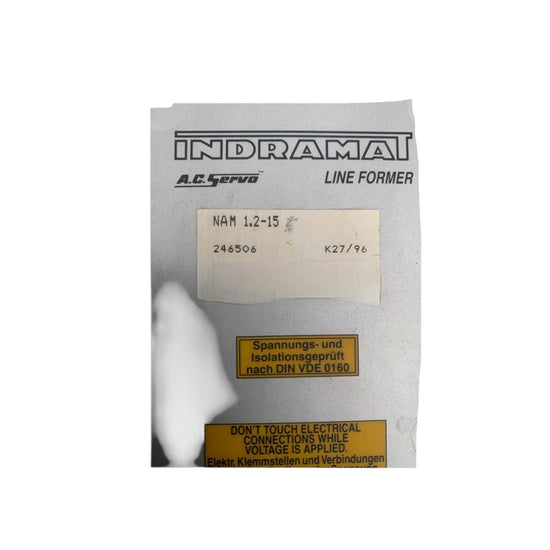 INDRAMAT
A.C. Servo™
LINE FORMER
NAM 1.2-15
246506 K27/96
Spannungs- und
Isolationsgeprüft
nach DIN VDE 0160
DON'T TOUCH ELECTRICAL
CONNECTIONS WHILE
VOLTAGE IS APPLIED.
Elektr. Klemmstellen und Verbindungen